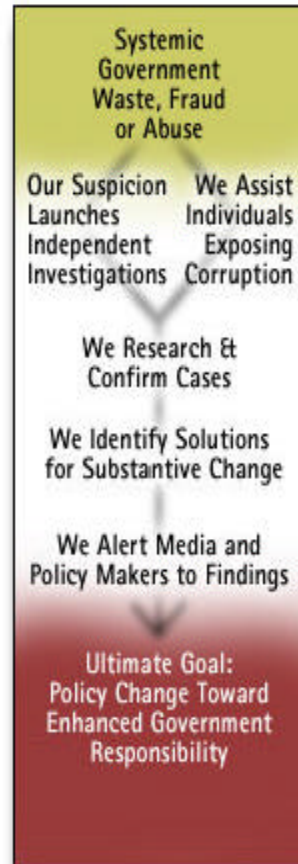 Systemic
Government
Waste, Fraud
or Abuse
Our Suspicion
Launches
Independent
Investigations
We Assist
Individuals
Exposing
Corruption
We Research &
Confirm Cases
We Identify Solutions
for Substantive Change
We Alert Media and
Policy Makers to Findings
Ultimate Goal:
Policy Change Toward
Enhanced Government
Responsibility